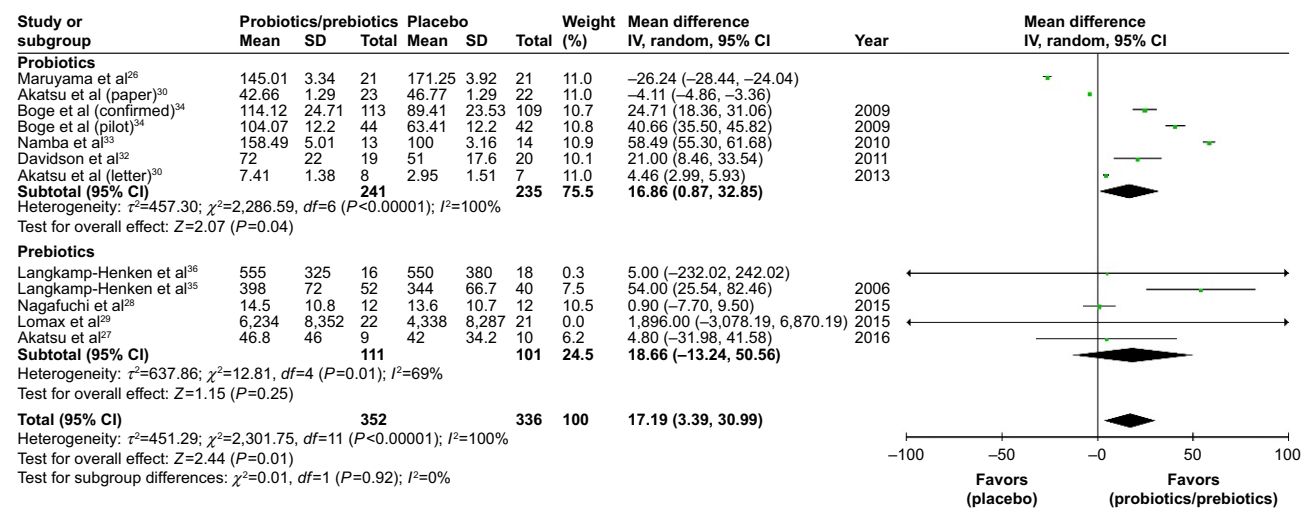 Study or Probiotics/prebiotics Placebo Weight Mean difference Mean difference
subgroup Mean SD Total Mean SD Total (%) IV, random, 95% CI Year IV, random, 95% CI
Probiotics
Maruyama et al²⁶ 145.01 3.34 21 171.25 3.92 21 11.0 –26.24 (–28.44, –24.04)
Akatsu et al (paper)³⁰ 42.66 1.29 23 46.77 1.29 22 11.0 –4.11 (–4.86, –3.36)
Boge et al (confirmed)³⁴ 114.12 24.71 113 89.41 23.53 109 10.7 24.71 (18.36, 31.06) 2009
Boge et al (pilot)³⁴ 104.07 12.2 44 63.41 12.2 42 10.8 40.66 (35.50, 45.82) 2009
Namba et al³³ 158.49 5.01 13 100 3.16 14 10.9 58.49 (55.30, 61.68) 2010
Davidson et al³² 72 22 19 51 17.6 20 10.1 21.00 (8.46, 33.54) 2011
Akatsu et al (letter)³⁰ 7.41 1.38 8 2.95 1.51 7 11.0 4.46 (2.99, 5.93) 2013
Subtotal (95% CI) 241 235 75.5 16.86 (0.87, 32.85)
Heterogeneity: τ²=457.30; χ²=2,286.59, df=6 (P<0.00001); I²=100%
Test for overall effect: Z=2.07 (P=0.04)
Prebiotics
Langkamp-Henken et al³⁶ 555 325 16 550 380 18 0.3 5.00 (–232.02, 242.02)
Langkamp-Henken et al³⁵ 398 72 52 344 66.7 40 7.5 54.00 (25.54, 82.46) 2006
Nagafuchi et al²⁸ 14.5 10.8 12 13.6 10.7 12 10.5 0.90 (–7.70, 9.50) 2015
Lomax et al²⁹ 6,234 8,352 22 4,338 8,287 21 0.0 1,896.00 (–3,078.19, 6,870.19) 2015
Akatsu et al²⁷ 46.8 46 9 42 34.2 10 6.2 4.80 (–31.98, 41.58) 2016
Subtotal (95% CI) 111 101 24.5 18.66 (–13.24, 50.56)
Heterogeneity: τ²=637.86; χ²=12.81, df=4 (P=0.01); I²=69%
Test for overall effect: Z=1.15 (P=0.25)
Total (95% CI) 352 336 100 17.19 (3.39, 30.99)
Heterogeneity: τ²=451.29; χ²=2,301.75, df=11 (P<0.00001); I²=100%
Test for overall effect: Z=2.44 (P=0.01)
Test for subgroup differences: χ²=0.01, df=1 (P=0.92); I²=0%
–100 –50 –0 50 100
Favors Favors
(placebo) (probiotics/prebiotics)